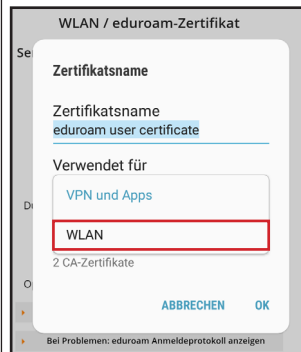 WLAN / eduroam-Zertifikat
Se
Zertifikatsname
Zertifikatsname
eduroam user certificate
Verwendet für
VPN und Apps
WLAN
2 CA-Zertifikate
ABBRECHEN OK
Bei Problemen: eduroam Anmeldeprotokoll anzeigen